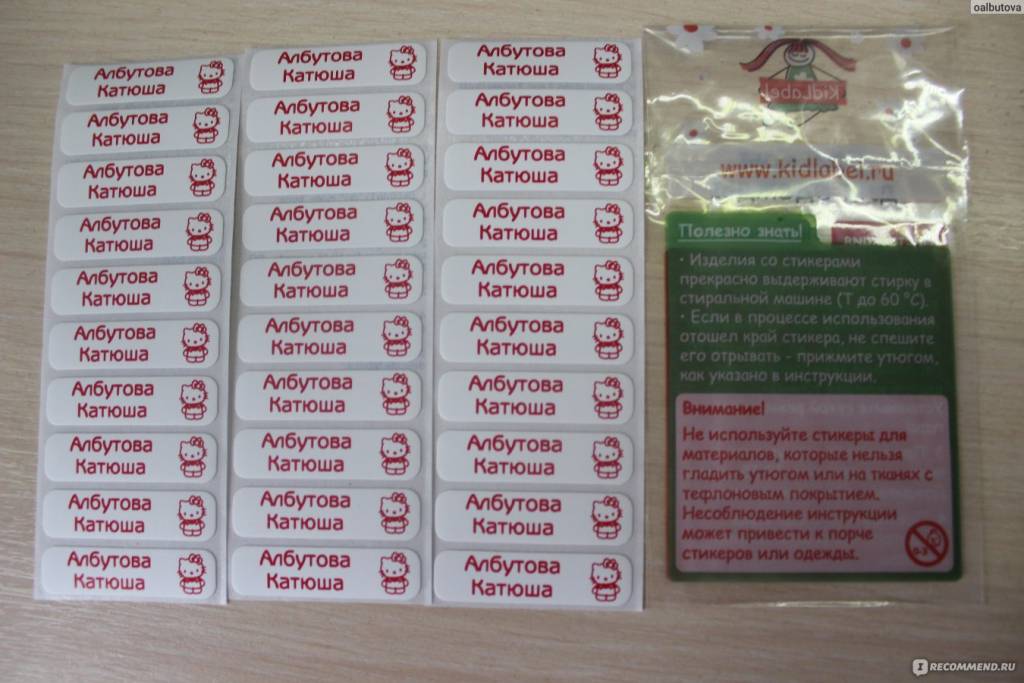 oalbutova
Албутова
Катюша
Албутова
Катюша
Албутова
Катюша
Албутова
Катюша
Албутова
Катюша
Албутова
Катюша
Албутова
Катюша
Албутова
Катюша
Албутова
Катюша
Албутова
Катюша
Албутова
Катюша
Албутова
Катюша
Албутова
Катюша
Албутова
Катюша
Албутова
Катюша
Албутова
Катюша
Албутова
Катюша
Албутова
Катюша
Албутова
Катюша
Албутова
Катюша
Албутова
Катюша
Албутова
Катюша
Албутова
Катюша
Албутова
Катюша
Албутова
Катюша
Албутова
Катюша
Албутова
Катюша
Албутова
Катюша
Албутова
Катюша
Албутова
Катюша
KidLabel
www.kidlabel.ru
Полезно знать!
• Изделия со стикерами
прекрасно выдерживают стирку в
стиральной машине (Т до 60 °С).
• Если в процессе использования
отошел край стикера, не спешите
его отрывать - прижмите утюгом,
как указано в инструкции.
Внимание!
Не используйте стикеры для
материалов, которые нельзя
гладить утюгом или на тканях с
тефлоновым покрытием.
Несоблюдение инструкции
может привести к порче
стикеров или одежды.
IRECOMMEND.RU